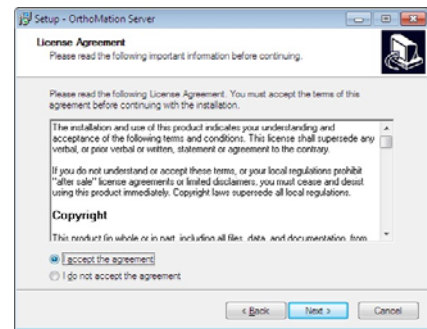 Setup - OrthoMation Server
License Agreement
Please read the following important information before continuing.
Please read the following License Agreement. You must accept the terms of this
agreement before continuing with the installation.
The installation and use of this product indicates your understanding and
acceptance of the following terms and conditions. This license shall supersede any
verbal, or prior verbal or written, statement or agreement to the contrary.
If you do not understand or accept these terms, or your local regulations prohibit
"after sale" license agreements or limited disclaimers, you must cease and desist
using this product immediately. Copyright laws supersede all local regulations.
Copyright
This product (in whole or in part, including all files, data, and documentation, from
I accept the agreement
I do not accept the agreement
< Back
Next >
Cancel